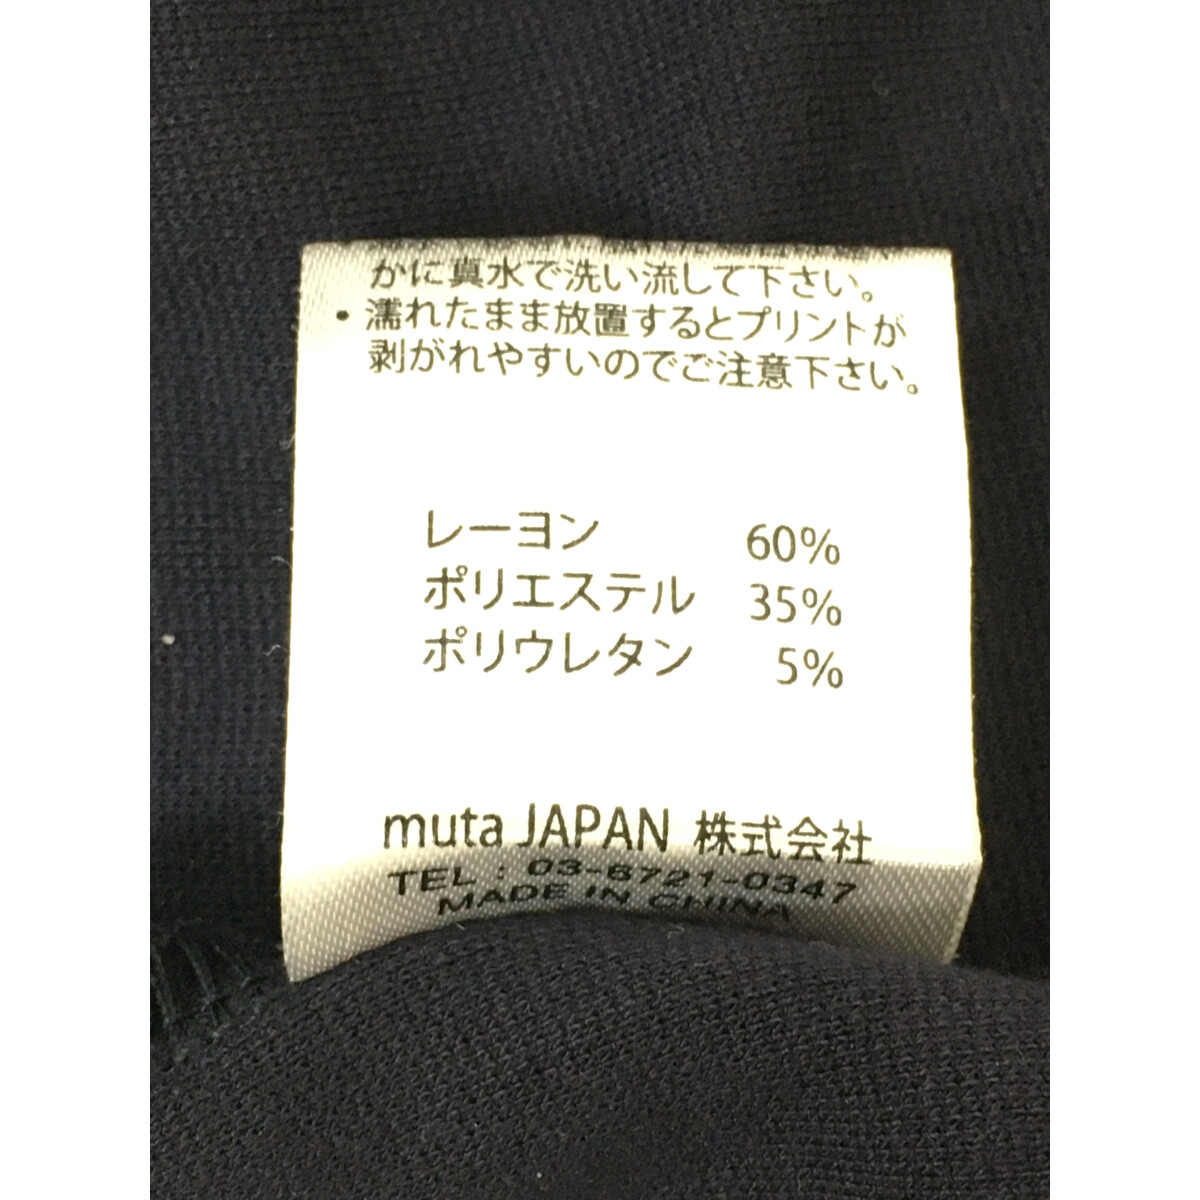 かに真水で洗い流して下さい。
・濡れたまま放置するとプリントが
剥がれやすいのでご注意下さい。
レーヨン 60%
ポリエステル 35%
ポリウレタン 5%
muta JAPAN 株式会社
TEL : 03-6721-0347
MADE IN CHINA